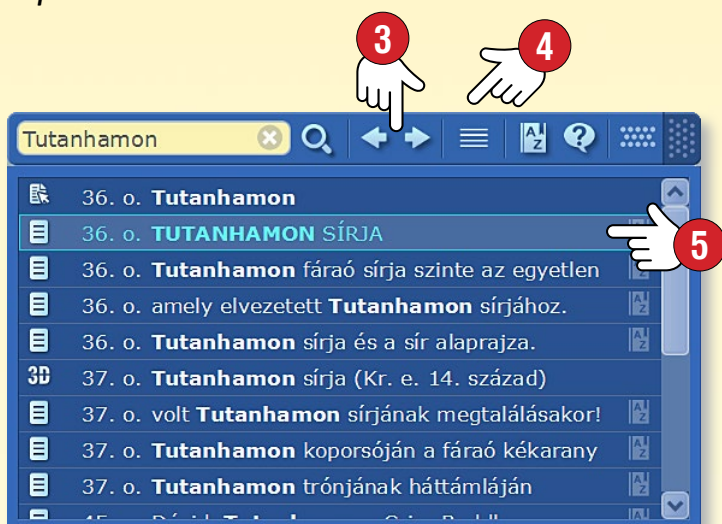 3
4
Tutanhamon
36. o. Tutanhamon
36. o. TUTANHAMON SÍRJA
5
36. o. Tutanhamon fáraó sírja szinte az egyetlen
36. o. amely elvezetett Tutanhamon sírjához.
36. o. Tutanhamon sírja és a sír alaprajza.
3D 37. o. Tutanhamon sírja (Kr. e. 14. század)
37. o. volt Tutanhamon sírjának megtalálásakor!
37. o. Tutanhamon koporsóján a fáraó kékarany
37. o. Tutanhamon trónjának háttámláján